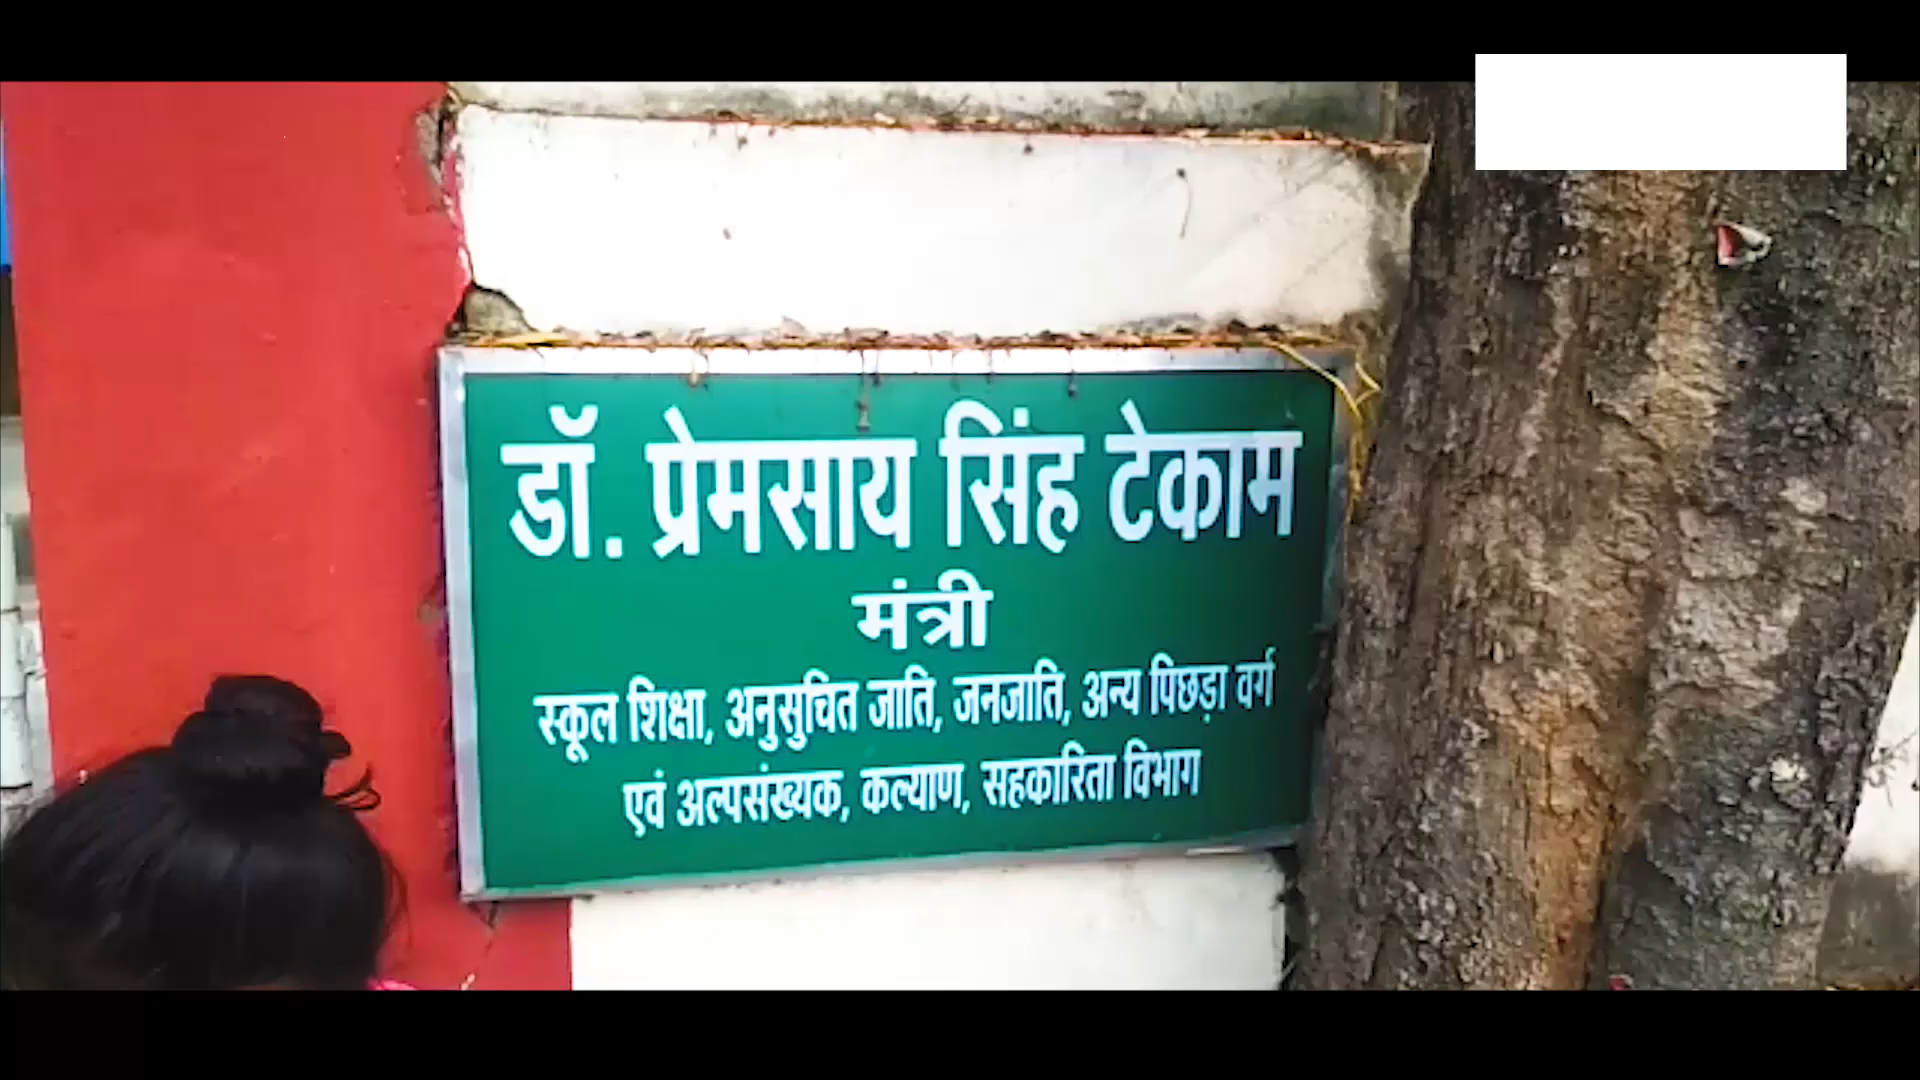 डॉ. प्रेमसाय सिंह टेकाम
मंत्री
स्कूल शिक्षा, अनुसुचित जाति, जनजाति, अन्य पिछड़ा वर्ग
एवं अल्पसंख्यक, कल्याण, सहकारिता विभाग